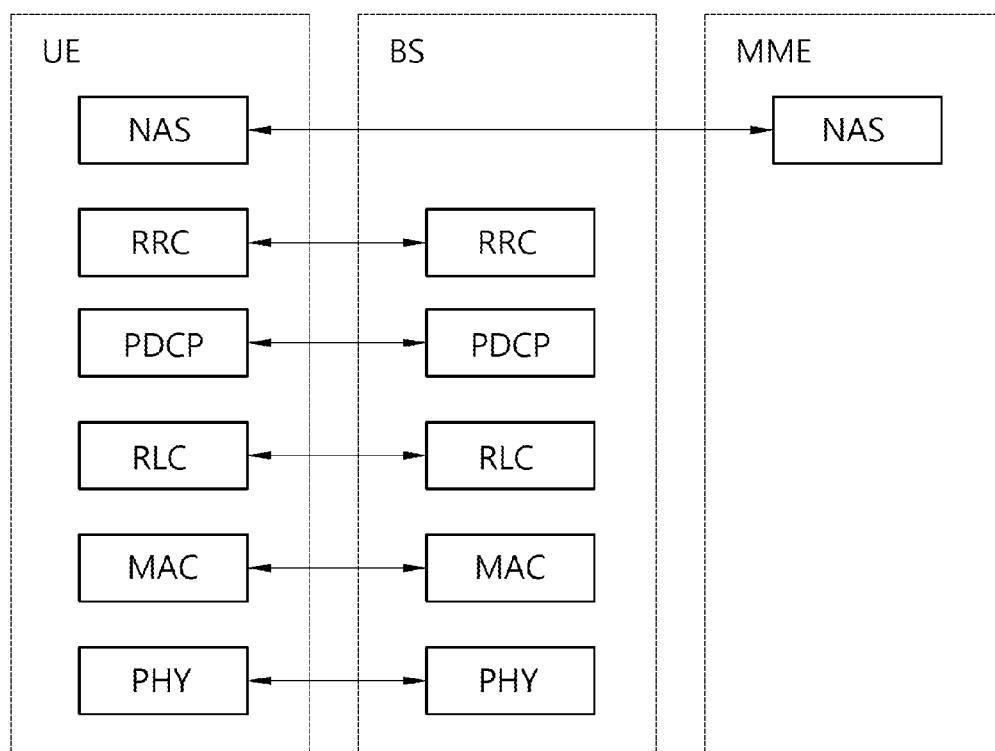 UE BS MME
NAS NAS
RRC RRC
PDCP PDCP
RLC RLC
MAC MAC
PHY PHY